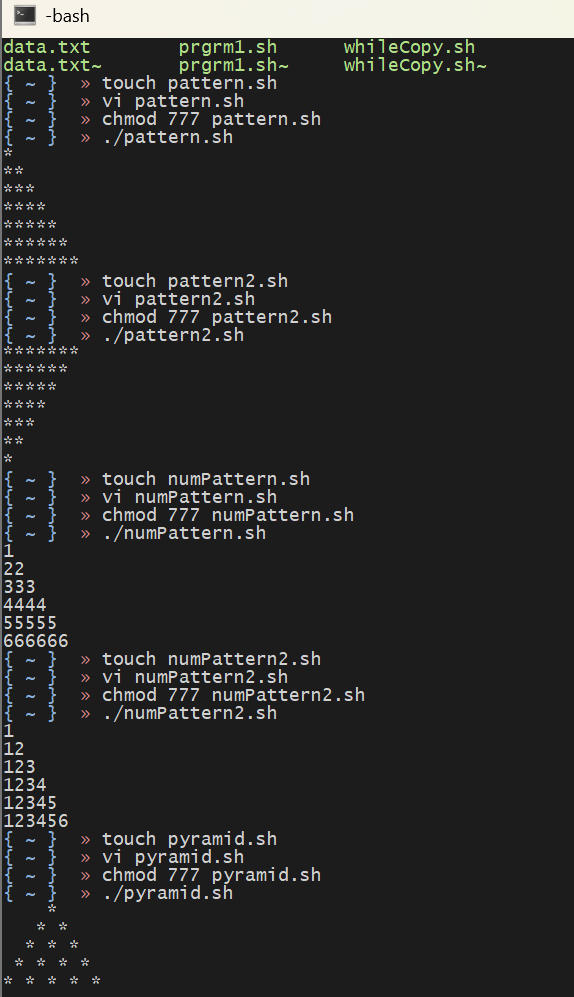 -bash
data.txt        prgrm1.sh      whileCopy.sh
data.txt~       prgrm1.sh~     whileCopy.sh~
{ ~ }  » touch pattern.sh
{ ~ }  » vi pattern.sh
{ ~ }  » chmod 777 pattern.sh
{ ~ }  » ./pattern.sh
*
**
***
****
*****
******
*******
{ ~ }  » touch pattern2.sh
{ ~ }  » vi pattern2.sh
{ ~ }  » chmod 777 pattern2.sh
{ ~ }  » ./pattern2.sh
*******
******
*****
****
***
**
*
{ ~ }  » touch numPattern.sh
{ ~ }  » vi numPattern.sh
{ ~ }  » chmod 777 numPattern.sh
{ ~ }  » ./numPattern.sh
1
22
333
4444
55555
666666
{ ~ }  » touch numPattern2.sh
{ ~ }  » vi numPattern2.sh
{ ~ }  » chmod 777 numPattern2.sh
{ ~ }  » ./numPattern2.sh
1
12
123
1234
12345
123456
{ ~ }  » touch pyramid.sh
{ ~ }  » vi pyramid.sh
{ ~ }  » chmod 777 pyramid.sh
{ ~ }  » ./pyramid.sh
    *
   * *
  * * *
 * * * *
* * * * *